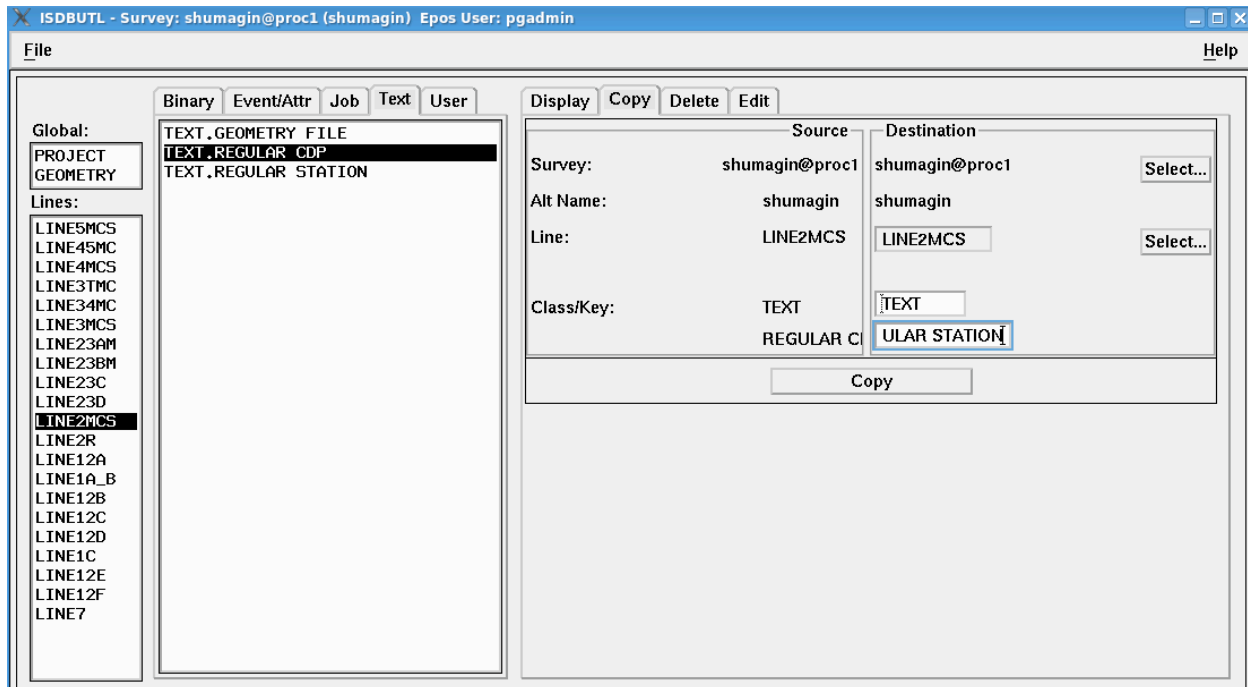 ISDBUTL - Survey: shumagin@proc1 (shumagin) Epos User: pgadmin
File
Help
Binary
Event/Attr
Job
Text
User
Display
Copy
Delete
Edit
Global:
PROJECT
GEOMETRY
Lines:
LINE5MCS
LINE45MC
LINE4MCS
LINE3TMC
LINE34MC
LINE3MCS
LINE23AM
LINE23BM
LINE23C
LINE23D
LINE2MCS
LINE2R
LINE12A
LINE1A_B
LINE12B
LINE12C
LINE12D
LINE1C
LINE12E
LINE12F
LINE7
TEXT.GEOMETRY FILE
TEXT.REGULAR CDP
TEXT.REGULAR STATION
Source
Destination
Survey:
shumagin@proc1
shumagin@proc1
Select...
Alt Name:
shumagin
shumagin
Line:
LINE2MCS
LINE2MCS
Select...
Class/Key:
TEXT
TEXT
REGULAR C
ULAR STATION
Copy